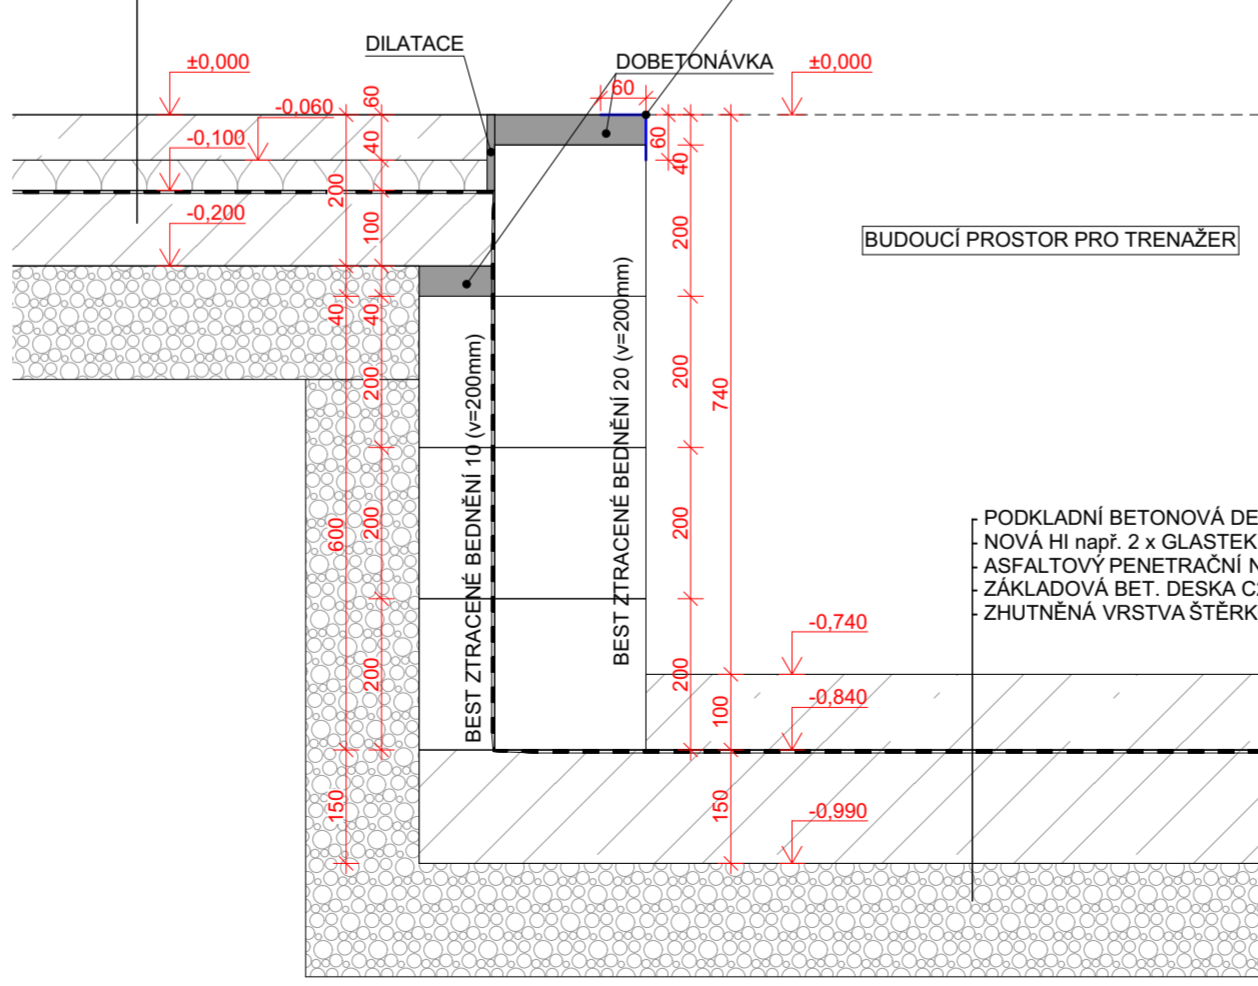 DILATACE
DOBETONÁVKA
±0,000
±0,000
60
60
-0,060
-0,100
40
60
40
200
-0,200
100
200
BUDOUCÍ PROSTOR PRO TRENAŽER
40
40
200
200
740
BEST ZTRACENÉ BEDNĚNÍ 10 (v=200mm)
BEST ZTRACENÉ BEDNĚNÍ 20 (v=200mm)
600
200
200
PODKLADNÍ BETONOVÁ DE
NOVÁ HI např. 2 x GLASTEK
ASFALTOVÝ PENETRAČNÍ N
ZÁKLADOVÁ BET. DESKA C
ZHUTNĚNÁ VRSTVA ŠTĚRK
-0,740
200
200
-0,840
100
150
150
-0,990